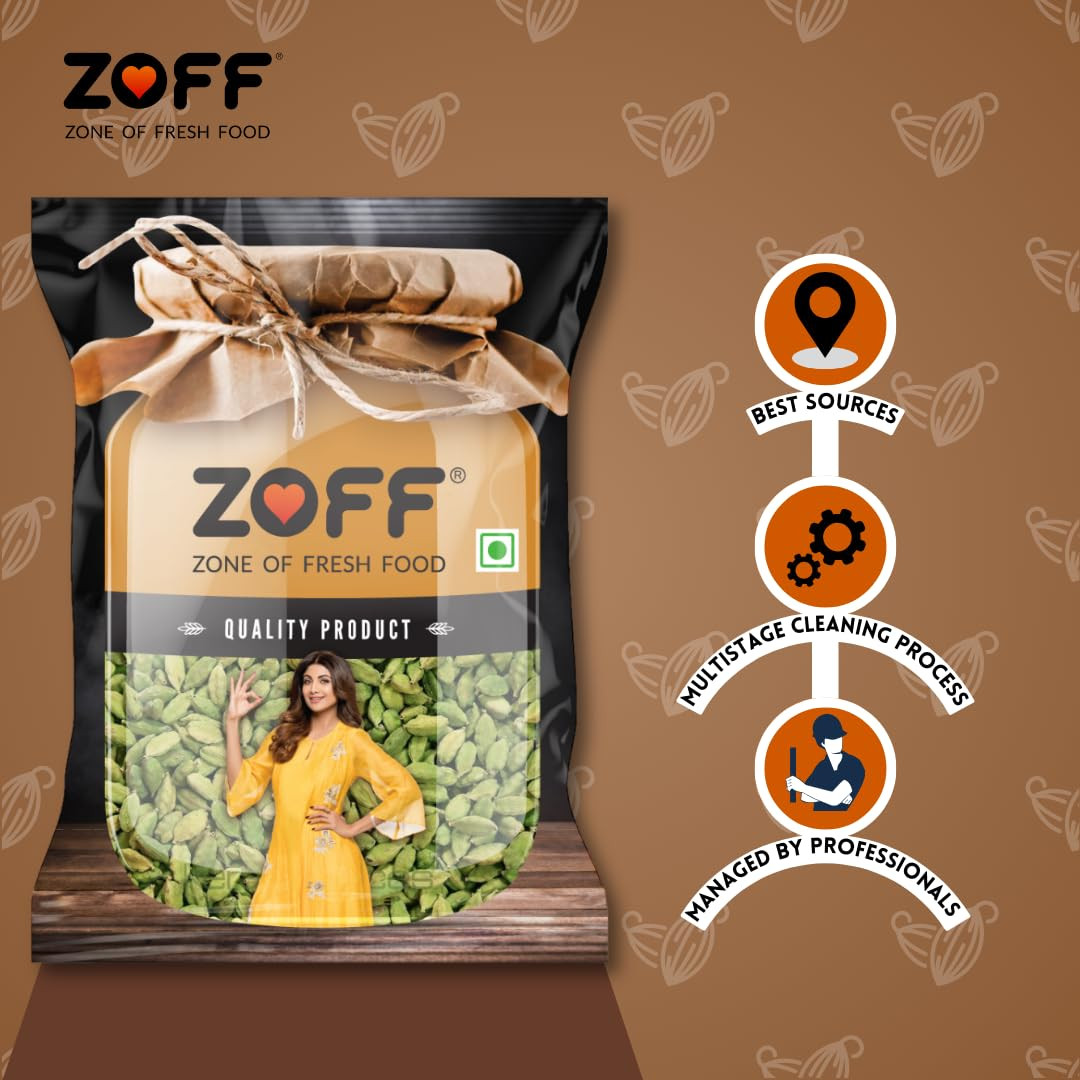 ZOFF®
ZONE OF FRESH FOOD
ZOFF®
ZONE OF FRESH FOOD
QUALITY PRODUCT
BEST SOURCES
MULTISTAGE CLEANING PROCESS
MANAGED BY PROFESSIONALS